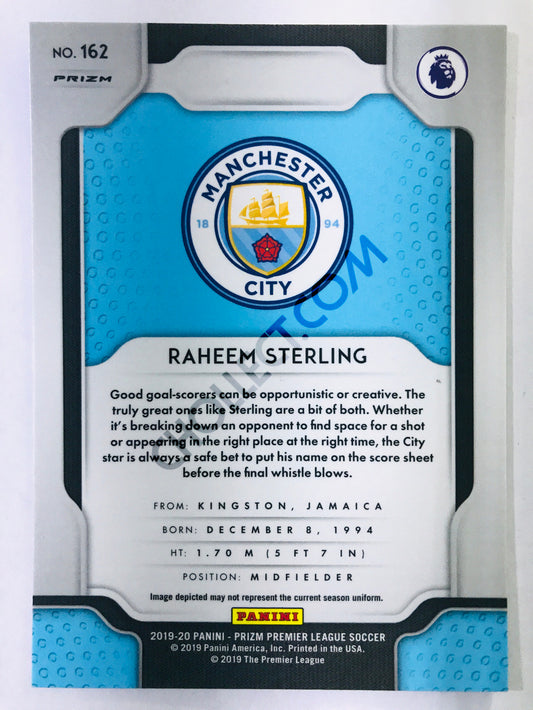 NO. 162
PRIZM
MANCHESTER
18 94
CITY
RAHEEM STERLING
Good goal-scorers can be opportunistic or creative. The
truly great ones like Sterling are a bit of both. Whether
it's breaking down an opponent to find space for a shot
or appearing in the right place at the right time, the City
star is always a safe bet to put his name on the score sheet
before the final whistle blows.
FROM: KINGSTON, JAMAICA
BORN: DECEMBER 8, 1994
HT: 1.70 M (5 FT 7 IN)
POSITION: MIDFIELDER
Image depicted may not represent the current season uniform.
PANINI
2019-20 PANINI - PRIZM PREMIER LEAGUE SOCCER
© 2019 Panini America, Inc. Printed in the USA.
© 2019 The Premier League